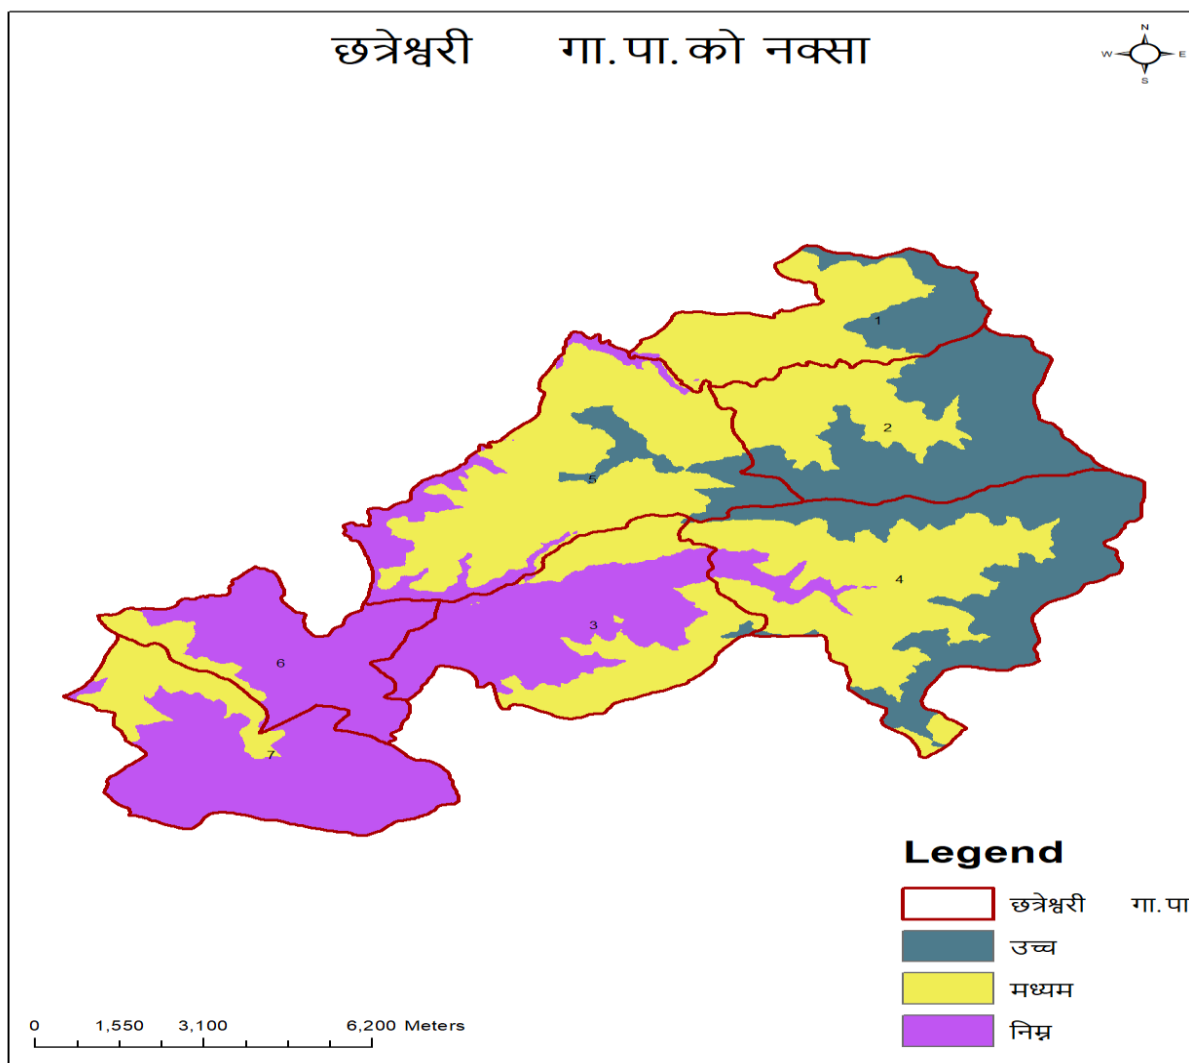 छत्रेश्वरी गा.पा.को नक्सा
N
W E
S
1
2
5
4
3
6
7
Legend
छत्रेश्वरी गा.पा
उच्च
मध्यम
निम्न
0 1,550 3,100 6,200 Meters